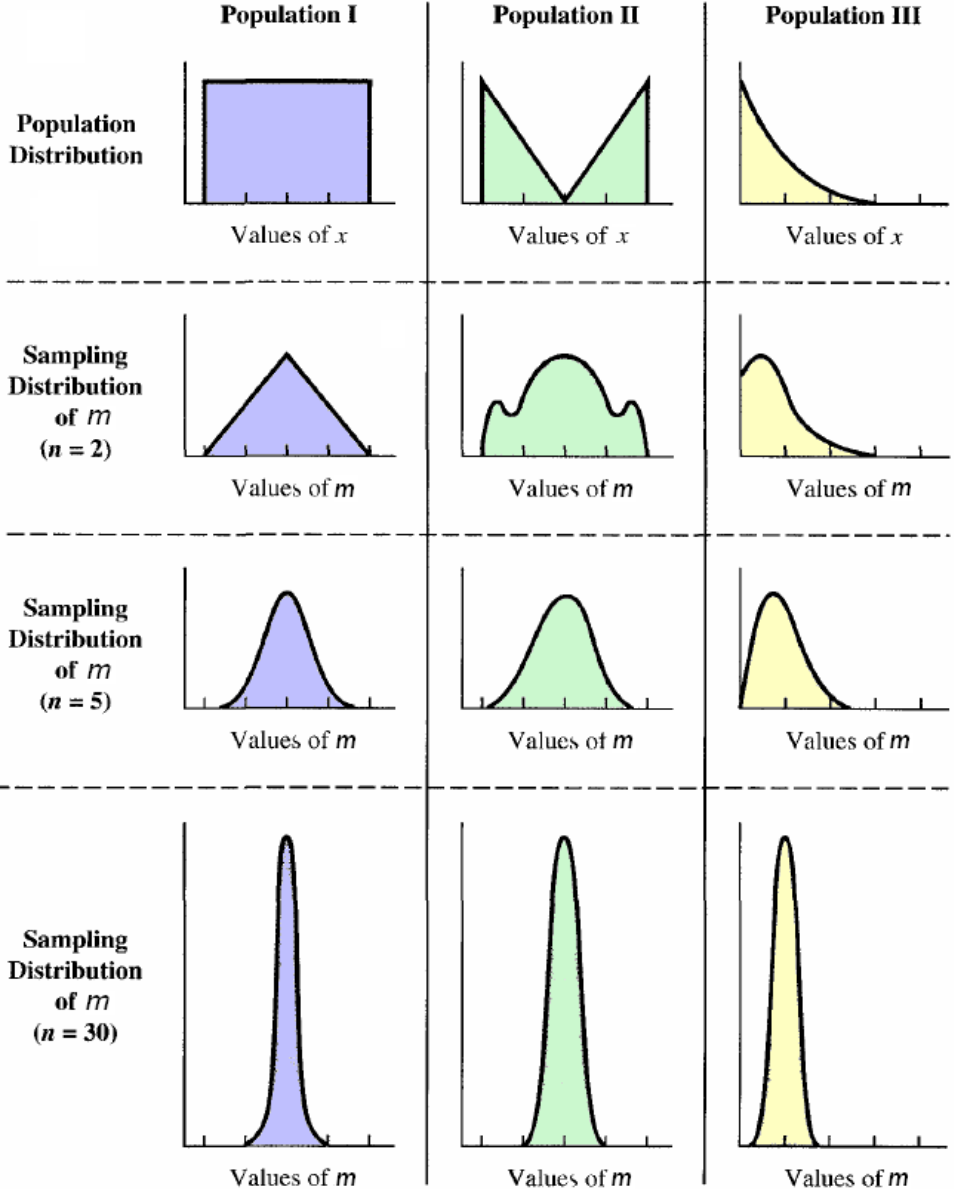 Population I
Population II
Population III
Population
Distribution
Values of x
Values of x
Values of x
Sampling
Distribution
of m
(n = 2)
Values of m
Values of m
Values of m
Sampling
Distribution
of m
(n = 5)
Values of m
Values of m
Values of m
Sampling
Distribution
of m
(n = 30)
Values of m
Values of m
Values of m